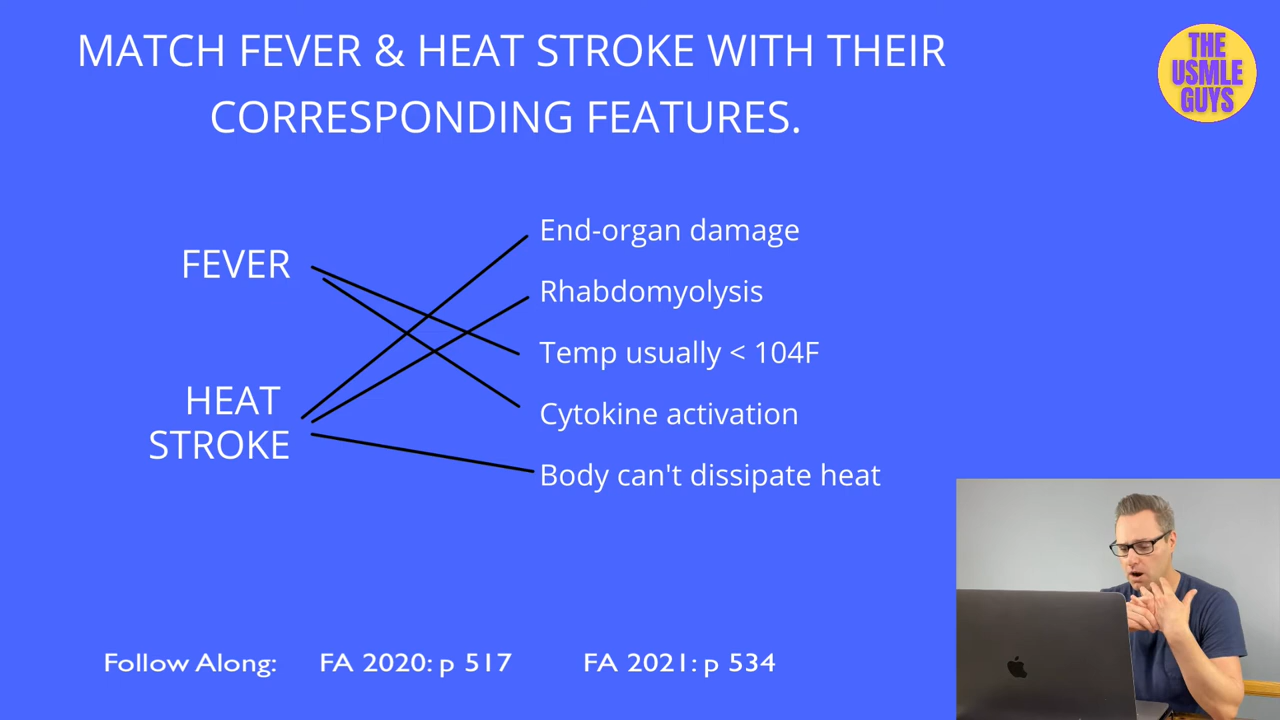 MATCH FEVER & HEAT STROKE WITH THEIR
CORRESPONDING FEATURES.
THE
USMLE
GUYS
FEVER
HEAT
STROKE
End-organ damage
Rhabdomyolysis
Temp usually < 104F
Cytokine activation
Body can't dissipate heat
Follow Along: FA 2020: p 517 FA 2021: p 534